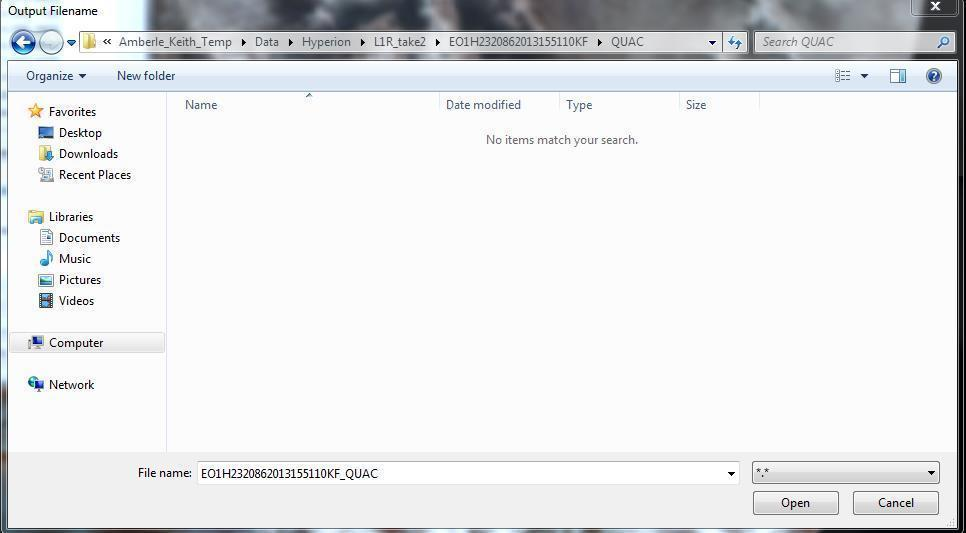 Output Filename
« Amberle_Keith_Temp Data Hyperion L1R_take2 EO1H2320862013155110KF QUAC Search QUAC
Organize New folder
Name Date modified Type Size
No items match your search.
Favorites
Desktop
Downloads
Recent Places
Libraries
Documents
Music
Pictures
Videos
Computer
Network
File name: EO1H2320862013155110KF_QUAC *.*
Open Cancel